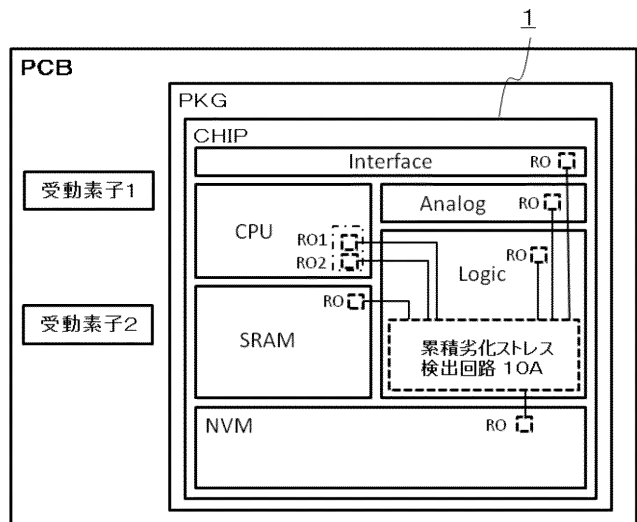 1
PCB
PKG
CHIP
Interface
RO
受動素子1
CPU
RO1
RO2
Analog
RO
RO
Logic
受動素子2
RO
SRAM
累積劣化ストレス
検出回路 10A
NVM
RO